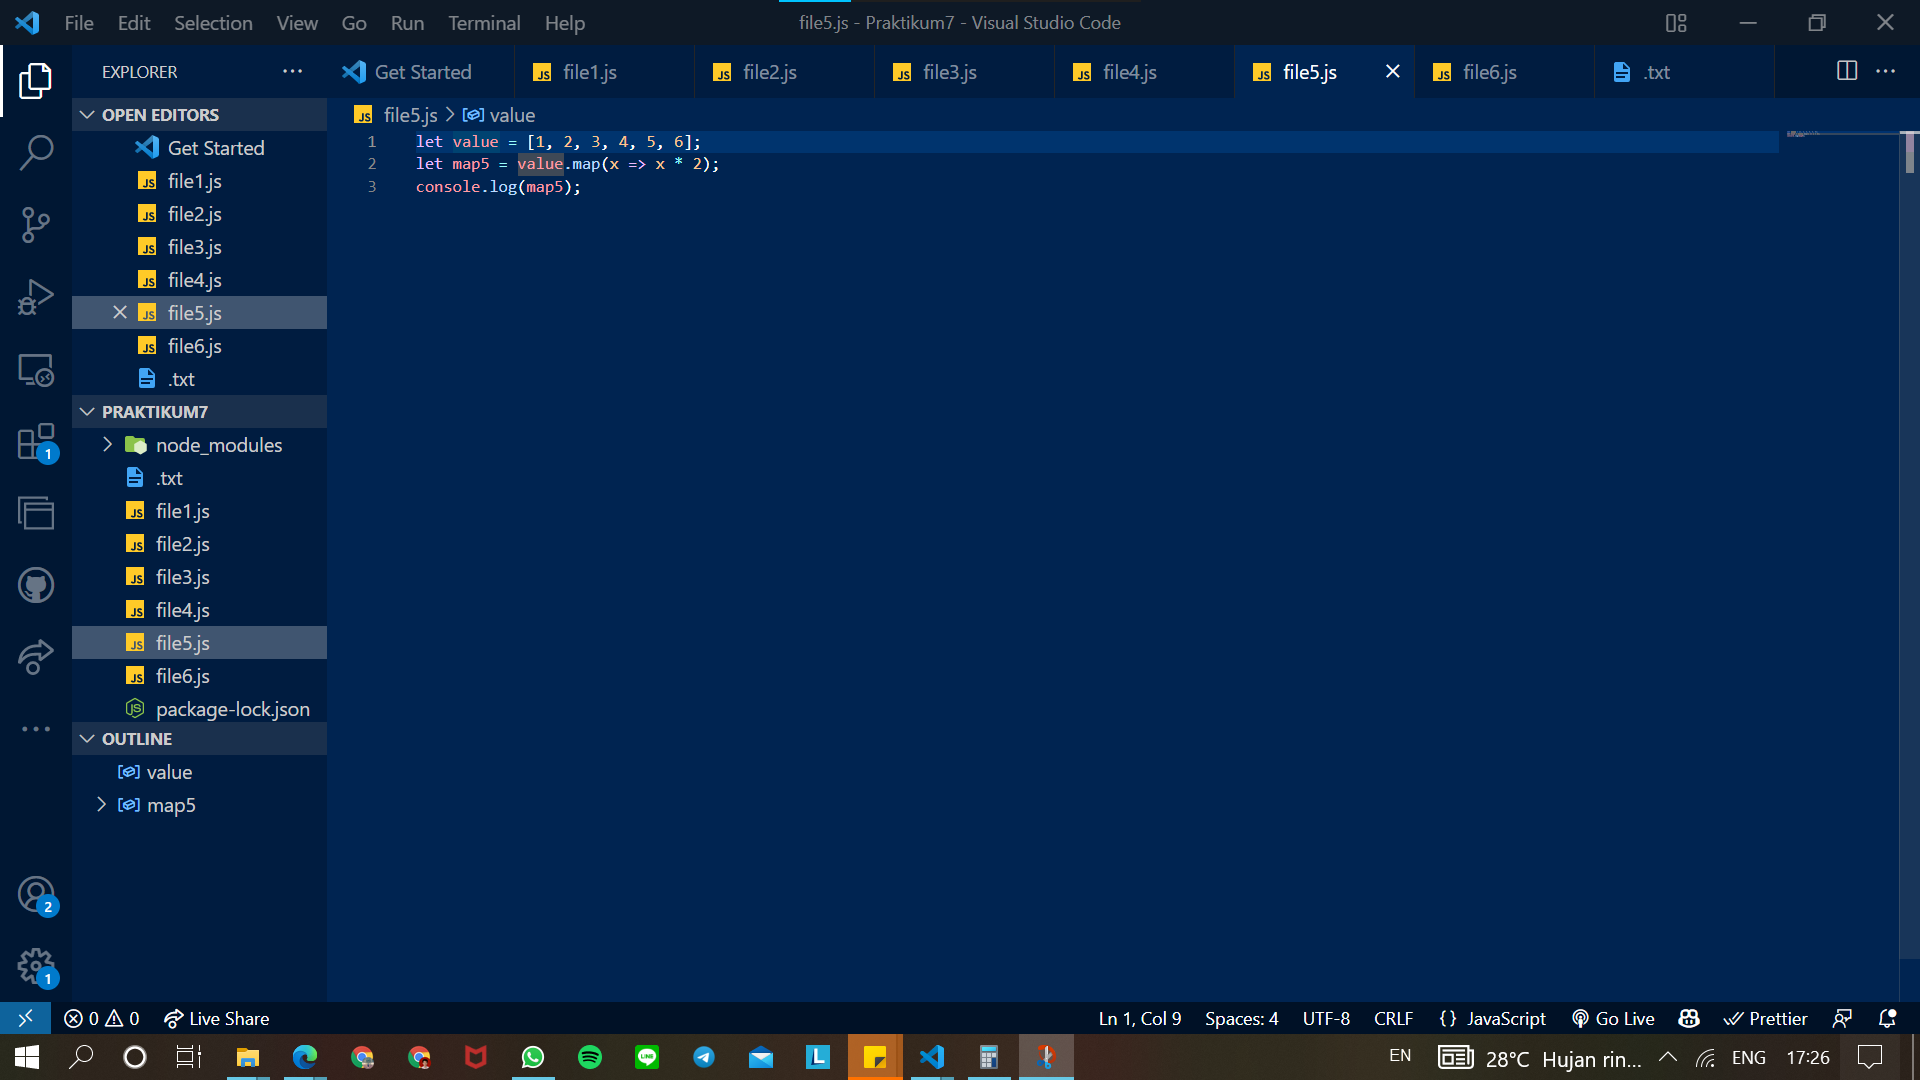 File Edit Selection View Go Run Terminal Help
file5.js - Praktikum7 - Visual Studio Code
EXPLORER
Get Started file1.js file2.js file3.js file4.js file5.js file6.js .txt
OPEN EDITORS
Get Started
file1.js
file2.js
file3.js
file4.js
file5.js
file6.js
.txt
PRAKTIKUM7
node_modules
.txt
file1.js
file2.js
file3.js
file4.js
file5.js
file6.js
package-lock.json
OUTLINE
value
map5
file5.js > value
1 let value = [1, 2, 3, 4, 5, 6];
2 let map5 = value.map(x => x * 2);
3 console.log(map5);
1
2
1
0 0 Live Share
Ln 1, Col 9 Spaces: 4 UTF-8 CRLF {} JavaScript Go Live Prettier
EN 28°C Hujan rin... ENG 17:26